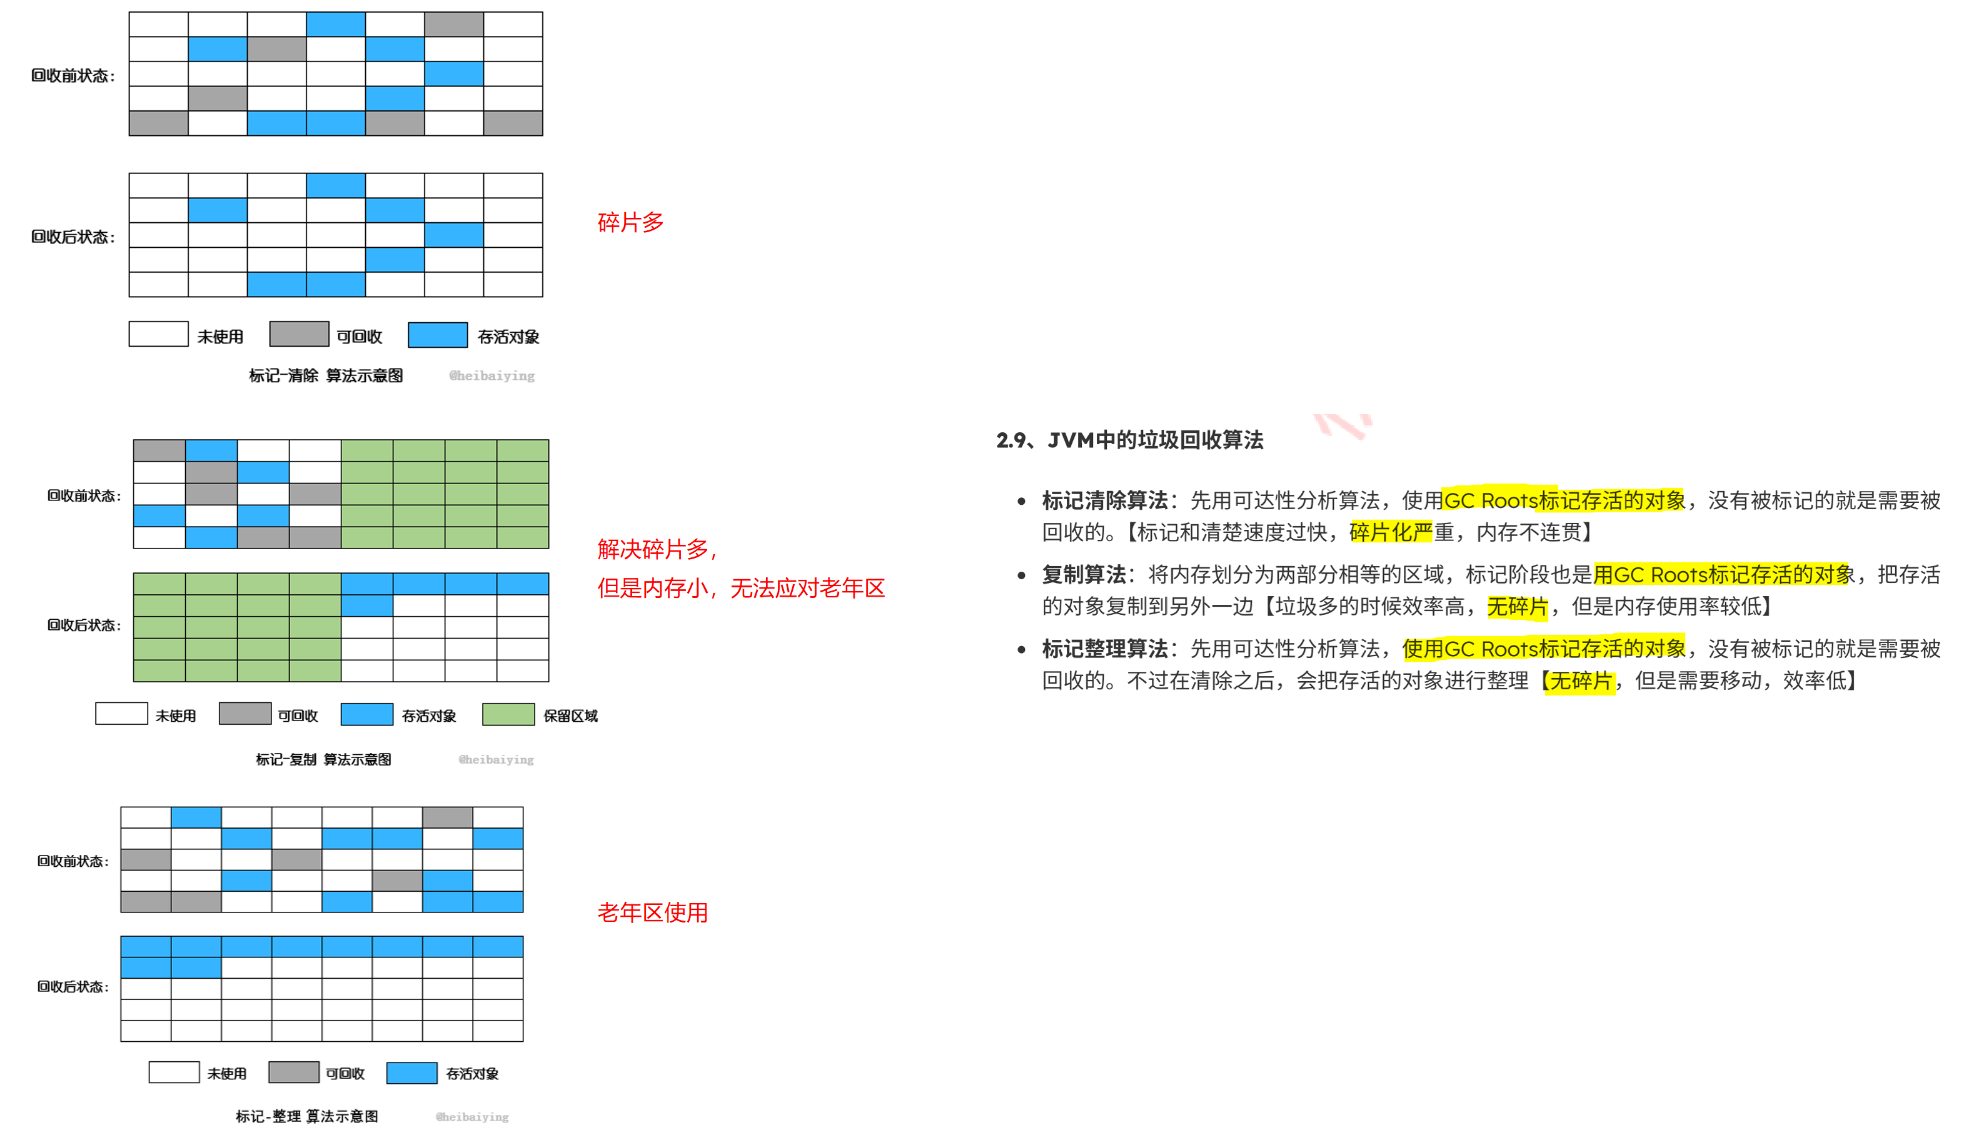 回收前状态：
回收后状态：
碎片多
未使用 可回收 存活对象
标记-清除 算法示意图 @heibaiying
回收前状态：
解决碎片多，
但是内存小，无法应对老年区
回收后状态：
未使用 可回收 存活对象 保留区域
标记-复制 算法示意图 @heibaiying
回收前状态：
老年区使用
回收后状态：
未使用 可回收 存活对象
标记-整理 算法示意图 @heibaiying
2.9、JVM中的垃圾回收算法
• 标记清除算法：先用可达性分析算法，使用GC Roots标记存活的对象，没有被标记的就是需要被
回收的。【标记和清楚速度过快，碎片化严重，内存不连贯】
• 复制算法：将内存划分为两部分相等的区域，标记阶段也是用GC Roots标记存活的对象，把存活
的对象复制到另外一边【垃圾多的时候效率高，无碎片，但是内存使用率较低】
• 标记整理算法：先用可达性分析算法，使用GC Roots标记存活的对象，没有被标记的就是需要被
回收的。不过在清除之后，会把存活的对象进行整理【无碎片，但是需要移动，效率低】